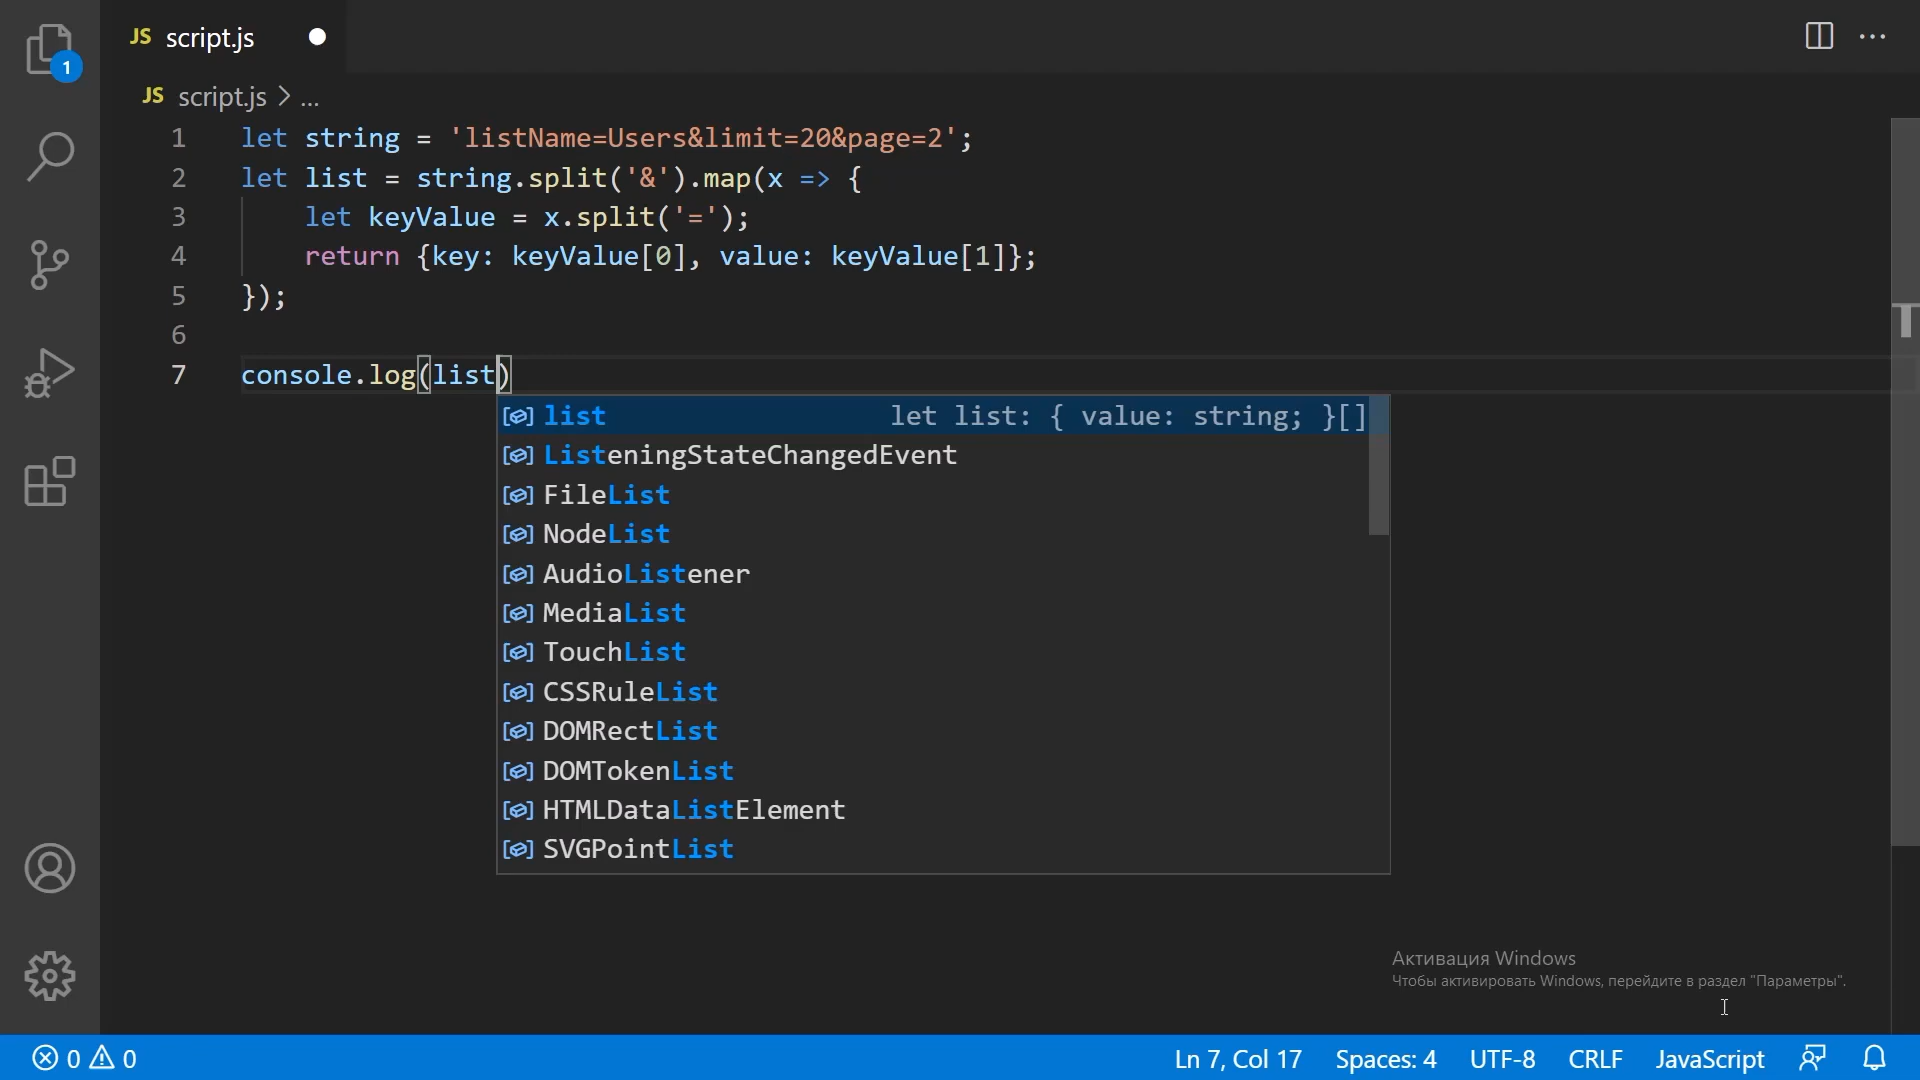 JS script.js
JS script.js > ...
1 let string = 'listName=Users&limit=20&page=2';
2 let list = string.split('&').map(x => {
3 let keyValue = x.split('=');
4 return {key: keyValue[0], value: keyValue[1]};
5 });
6
7 console.log(list)
list let list: { value: string; }[]
ListeningStateChangedEvent
FileList
NodeList
AudioListener
MediaList
TouchList
CSSRuleList
DOMRectList
DOMTokenList
HTMLDataListElement
SVGPointList
1
Активация Windows
Чтобы активировать Windows, перейдите в раздел "Параметры".
0 0 Ln 7, Col 17 Spaces: 4 UTF-8 CRLF JavaScript